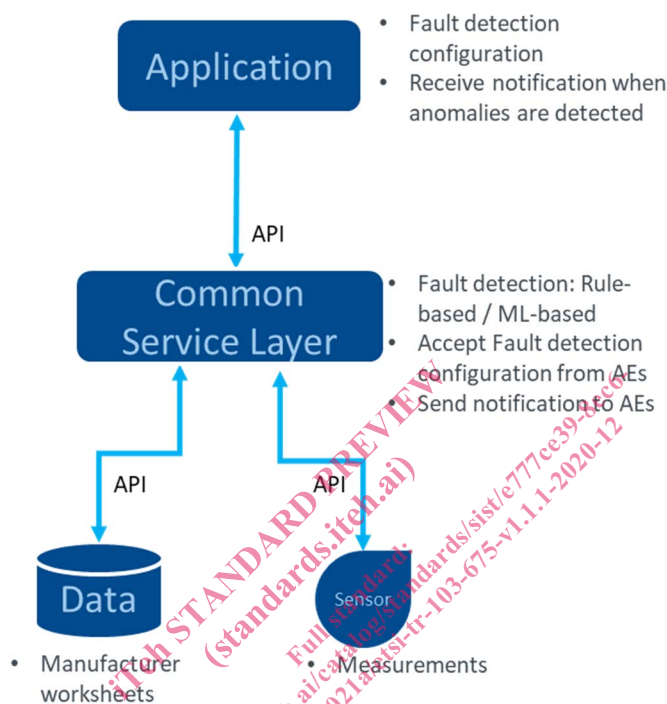 Application
• Fault detection
configuration
• Receive notification when
anomalies are detected
API
Common
Service Layer
• Fault detection: Rule-
based / ML-based
• Accept Fault detection
configuration from AEs
• Send notification to AEs
API
API
Data
Sensor
• Manufacturer
worksheets
• Measurements
iTeh STANDARD PREVIEW
(standards.iteh.ai)
Full standard: